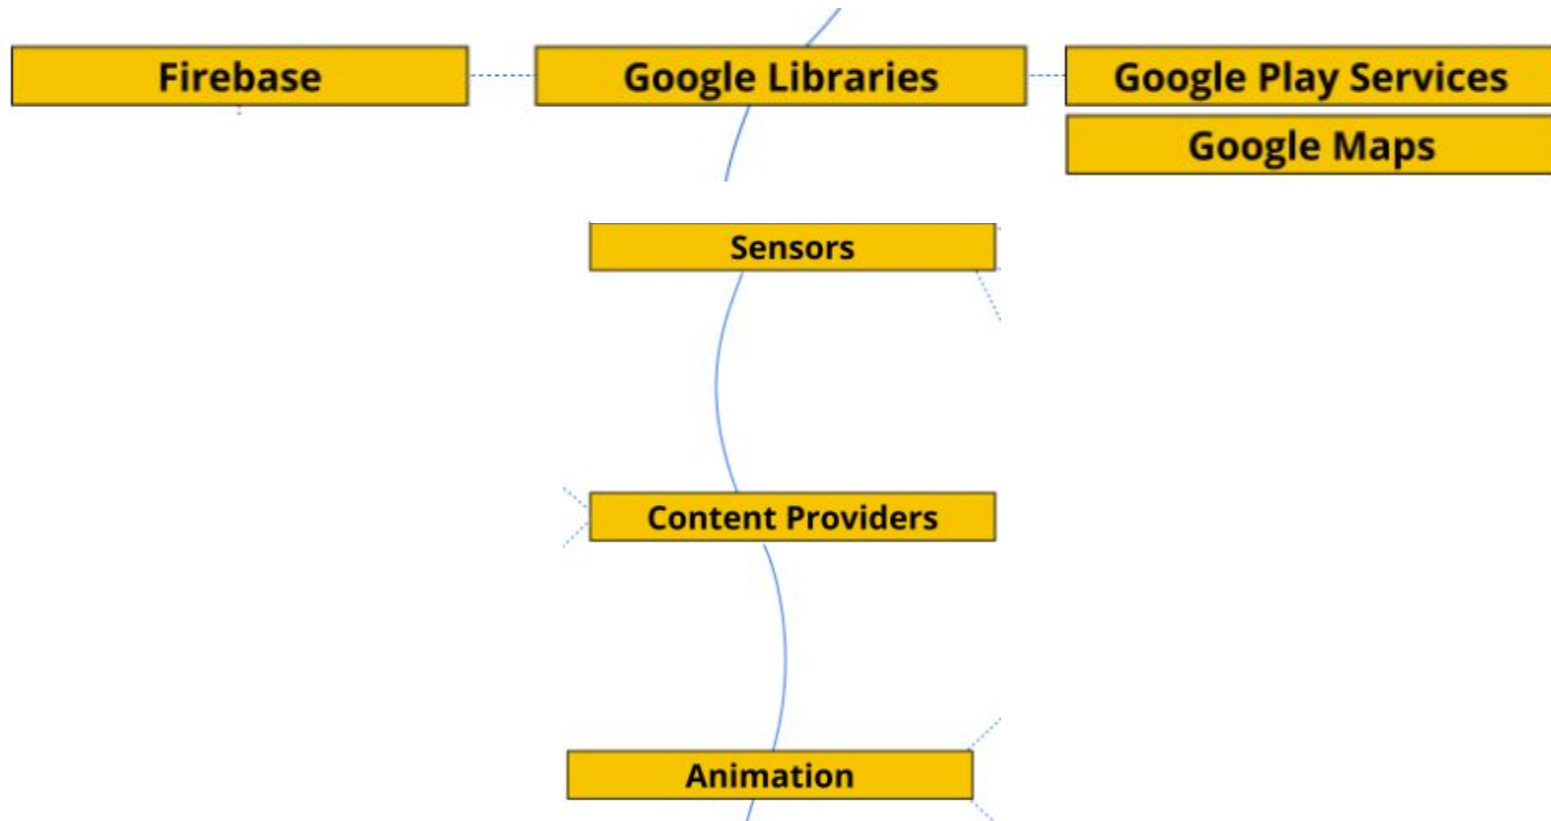 Firebase
Google Libraries
Google Play Services
Google Maps
Sensors
Content Providers
Animation